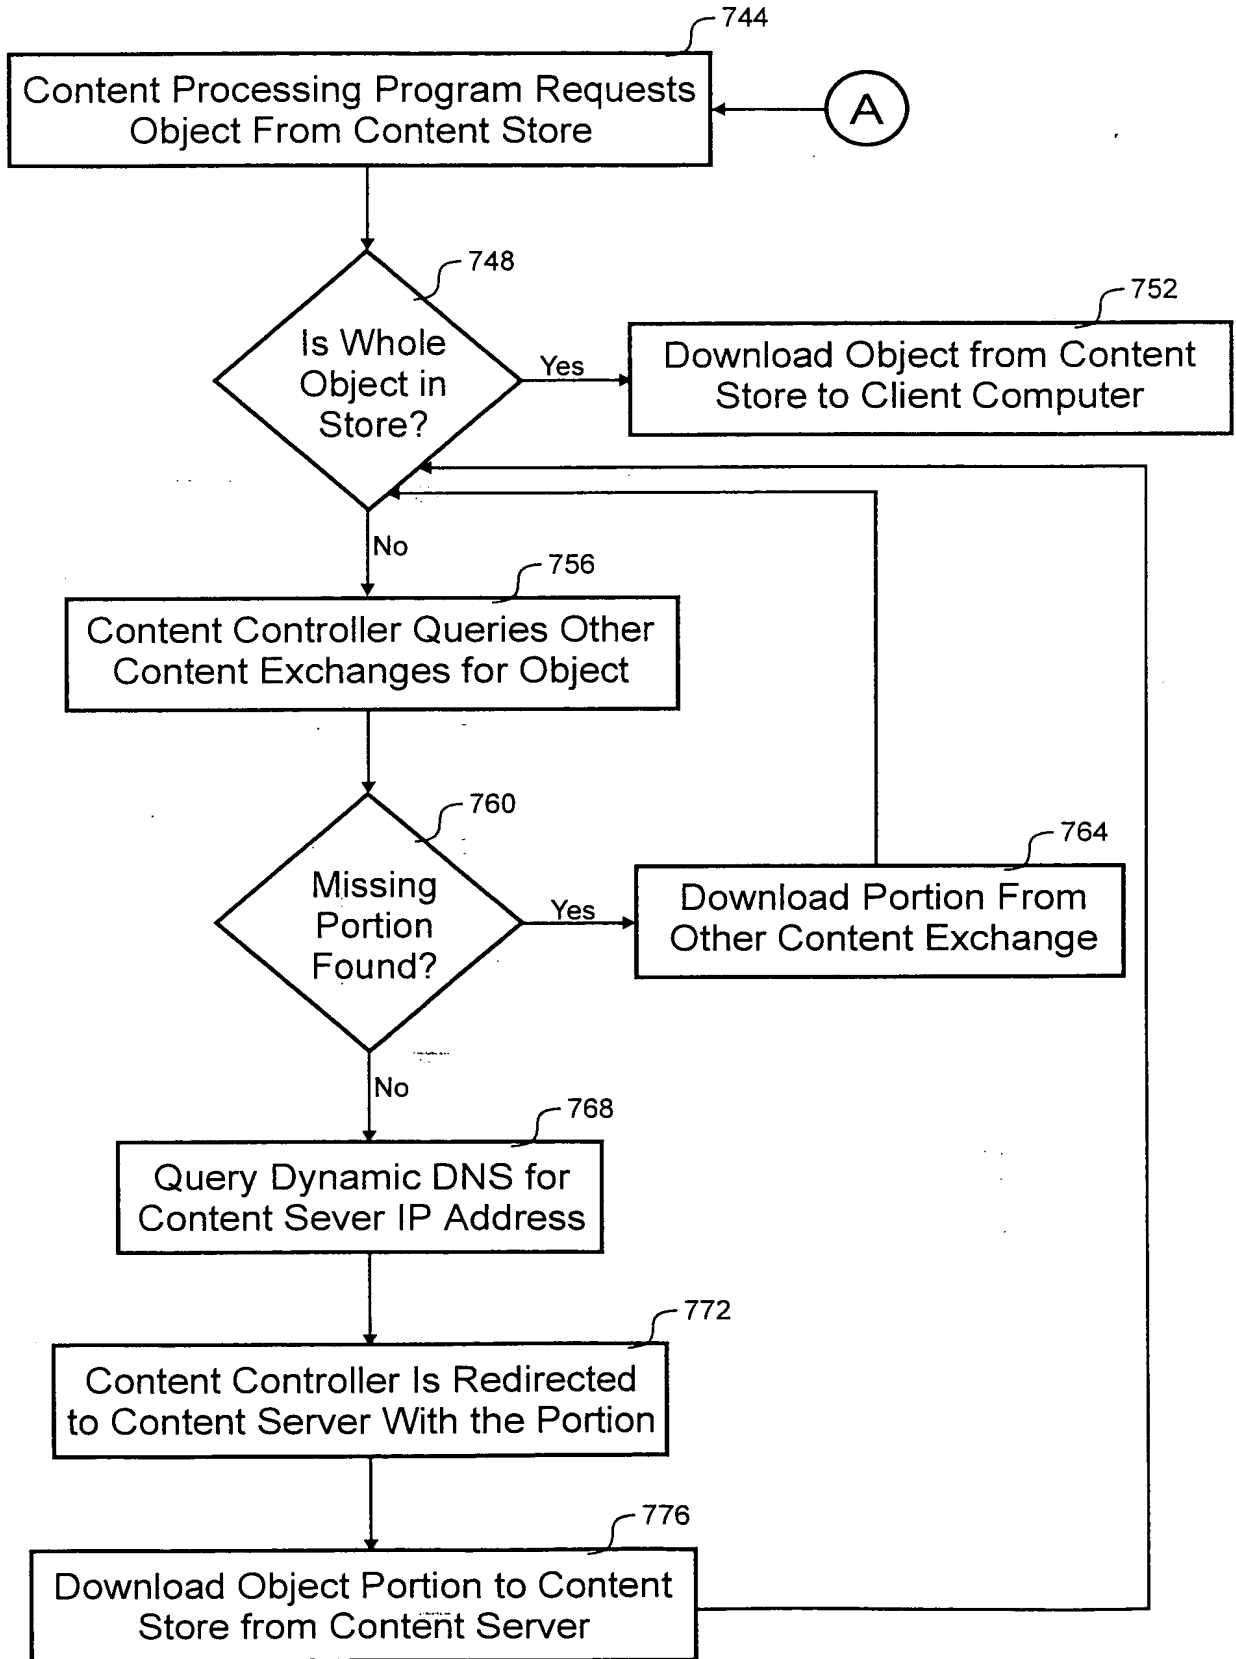 744
Content Processing Program Requests
Object From Content Store
A
748
Is Whole
Object in
Store?
Yes
752
Download Object from Content
Store to Client Computer
No
756
Content Controller Queries Other
Content Exchanges for Object
760
Missing
Portion
Found?
Yes
764
Download Portion From
Other Content Exchange
No
768
Query Dynamic DNS for
Content Sever IP Address
772
Content Controller Is Redirected
to Content Server With the Portion
776
Download Object Portion to Content
Store from Content Server